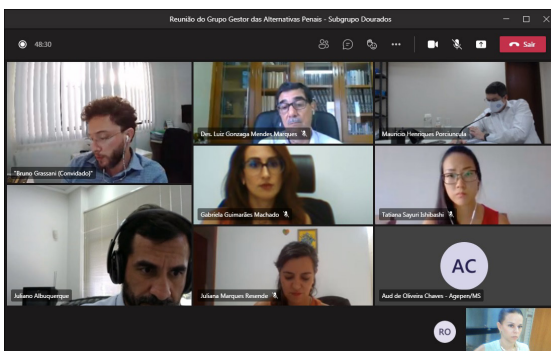 Reunião do Grupo Gestor das Alternativas Penais - Subgrupo Dourados
48:30
Sair
"Bruno Grassani (Convidado)"
Des. Luiz Gonzaga Mendes Marques
Maurício Henriques Porciuncula
Gabriela Guimarães Machado
Tatiana Sayuri Ishibashi
Juliano Albuquerque
Juliana Marques Resende
AC
Aud de Oliveira Chaves - Agepen/MS
RO